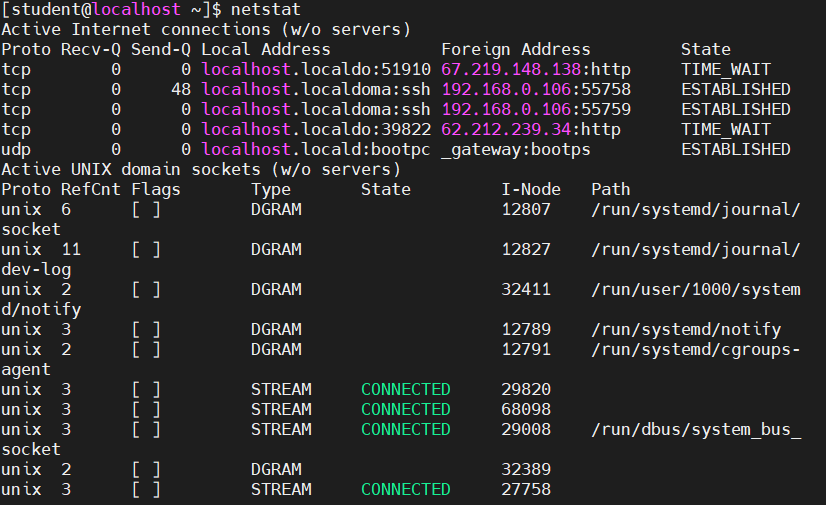 [student@localhost ~]$ netstat
Active Internet connections (w/o servers)
Proto Recv-Q Send-Q Local Address           Foreign Address         State
tcp        0      0 localhost.localdo:51910 67.219.148.138:http     TIME_WAIT
tcp        0     48 localhost.localdoma:ssh 192.168.0.106:55758     ESTABLISHED
tcp        0      0 localhost.localdoma:ssh 192.168.0.106:55759     ESTABLISHED
tcp        0      0 localhost.localdo:39822 62.212.239.34:http      TIME_WAIT
udp        0      0 localhost.locald:bootpc _gateway:bootps         ESTABLISHED
Active UNIX domain sockets (w/o servers)
Proto RefCnt Flags       Type       State         I-Node   Path
unix  6      [ ]         DGRAM                    12807    /run/systemd/journal/
socket
unix  11     [ ]         DGRAM                    12827    /run/systemd/journal/
dev-log
unix  2      [ ]         DGRAM                    32411    /run/user/1000/system
d/notify
unix  3      [ ]         DGRAM                    12789    /run/systemd/notify
unix  2      [ ]         DGRAM                    12791    /run/systemd/cgroups-
agent
unix  3      [ ]         STREAM     CONNECTED     29820
unix  3      [ ]         STREAM     CONNECTED     68098
unix  3      [ ]         STREAM     CONNECTED     29008    /run/dbus/system_bus_
socket
unix  2      [ ]         DGRAM                    32389
unix  3      [ ]         STREAM     CONNECTED     27758